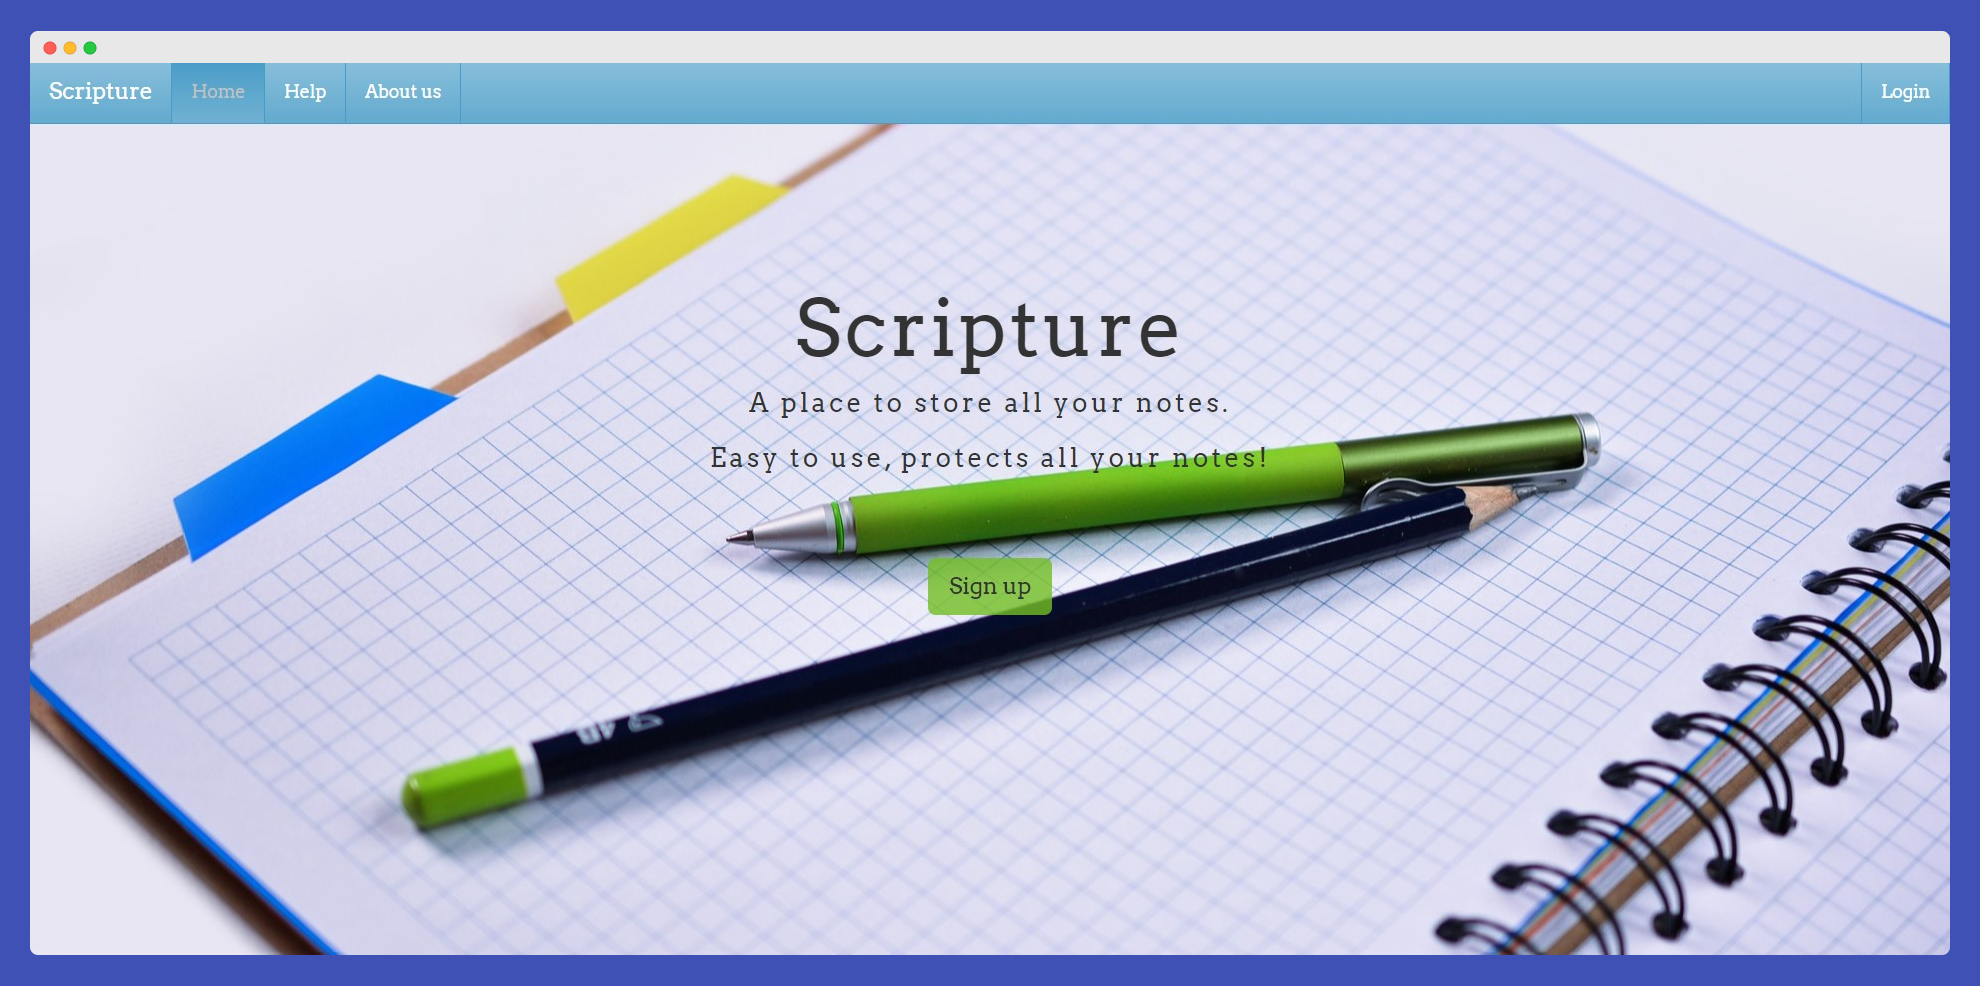 Scripture Home Help About us Login
Scripture
A place to store all your notes.
Easy to use, protects all your notes!
Sign up
4B